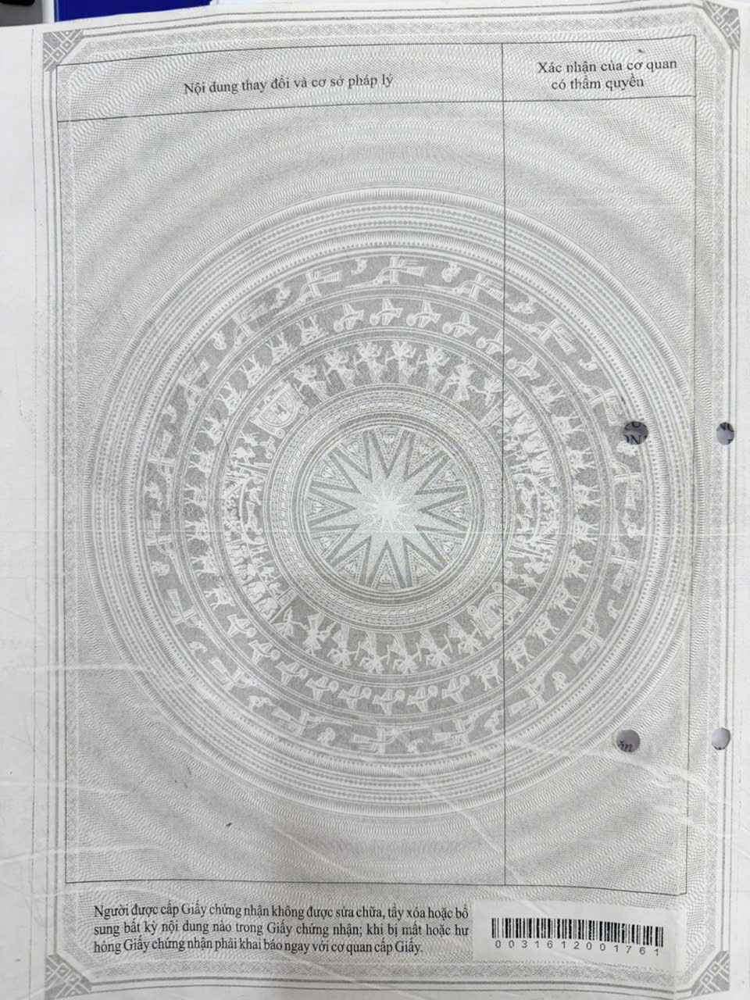 Nội dung thay đổi và cơ sở pháp lý
Xác nhận của cơ quan
có thẩm quyền
Người được cấp Giấy chứng nhận không được sửa chữa, tẩy xóa hoặc bổ
sung bất kỳ nội dung nào trong Giấy chứng nhận; khi bị mất hoặc hư
hỏng Giấy chứng nhận phải khai báo ngay với cơ quan cấp Giấy.
0031612001761